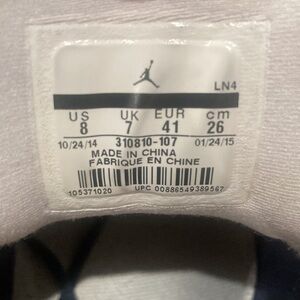 LN4
US UK EUR cm
8 7 41 26
10/24/14 310810-107 01/24/15
MADE IN CHINA
FABRIQUE EN CHINE
105371020 UPC 00886549389567